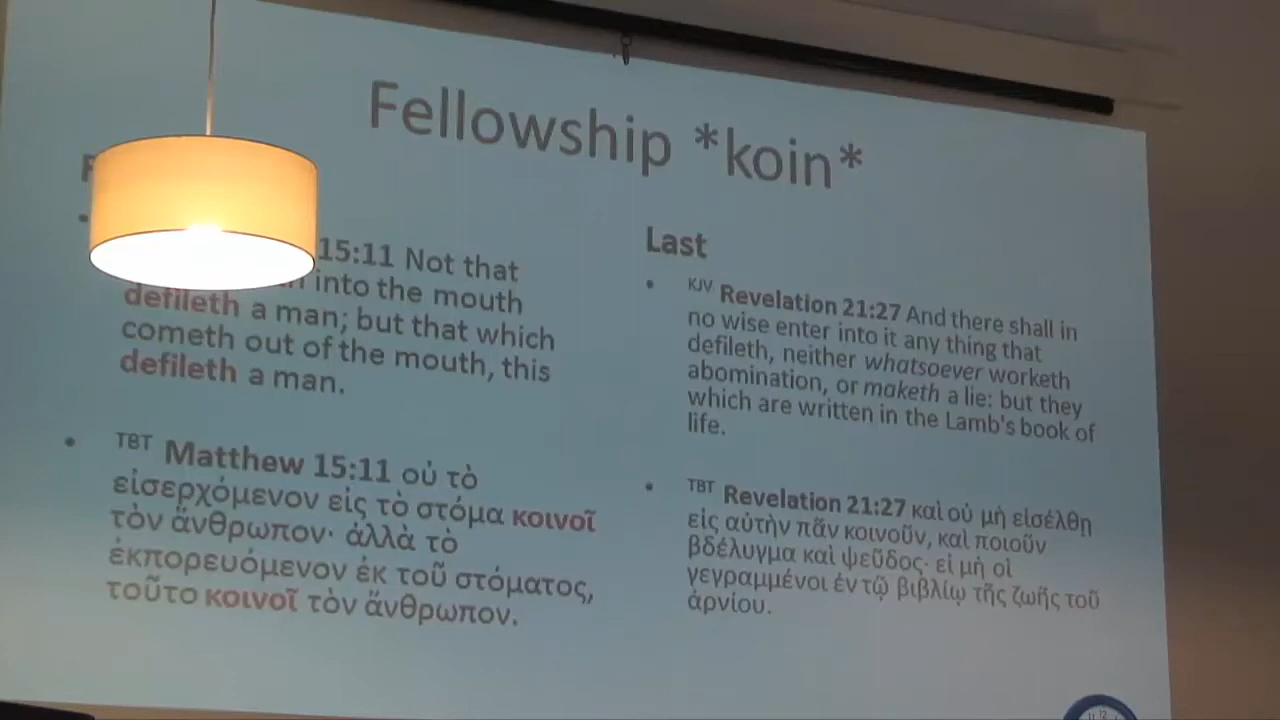 Fellowship *koin*
15:11 Not that
into the mouth
defileth a man; but that which
cometh out of the mouth, this
defileth a man.
TBT Matthew 15:11 οὐ τὸ
εἰσερχόμενον εἰς τὸ στόμα κοινοῖ
τὸν ἄνθρωπον· ἀλλὰ τὸ
ἐκπορευόμενον ἐκ τοῦ στόματος,
τοῦτο κοινοῖ τὸν ἄνθρωπον.
Last
KJV Revelation 21:27 And there shall in
no wise enter into it any thing that
defileth, neither whatsoever worketh
abomination, or maketh a lie: but they
which are written in the Lamb's book of
life.
TBT Revelation 21:27 καὶ οὐ μὴ εἰσέλθῃ
εἰς αὐτὴν πᾶν κοινοῦν, καὶ ποιοῦν
βδέλυγμα καὶ ψεῦδος· εἰ μὴ οἱ
γεγραμμένοι ἐν τῷ βιβλίῳ τῆς ζωῆς τοῦ
ἀρνίου.